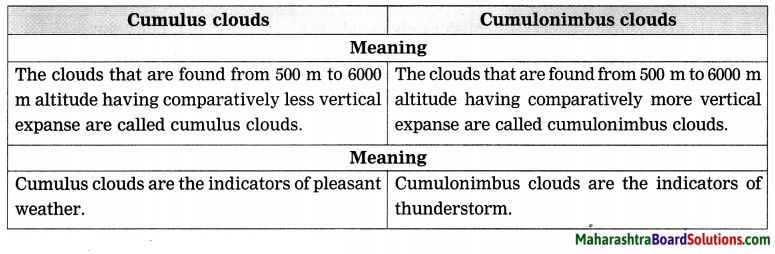 Cumulus clouds
Cumulonimbus clouds
Meaning
The clouds that are found from 500 m to 6000
m altitude having comparatively less vertical
expanse are called cumulus clouds.
The clouds that are found from 500 m to 6000 m
altitude having comparatively more vertical
expanse are called cumulonimbus clouds.
Meaning
Cumulus clouds are the indicators of pleasant
weather.
Cumulonimbus clouds are the indicators of
thunderstorm.
MaharashtraBoardSolutions.com